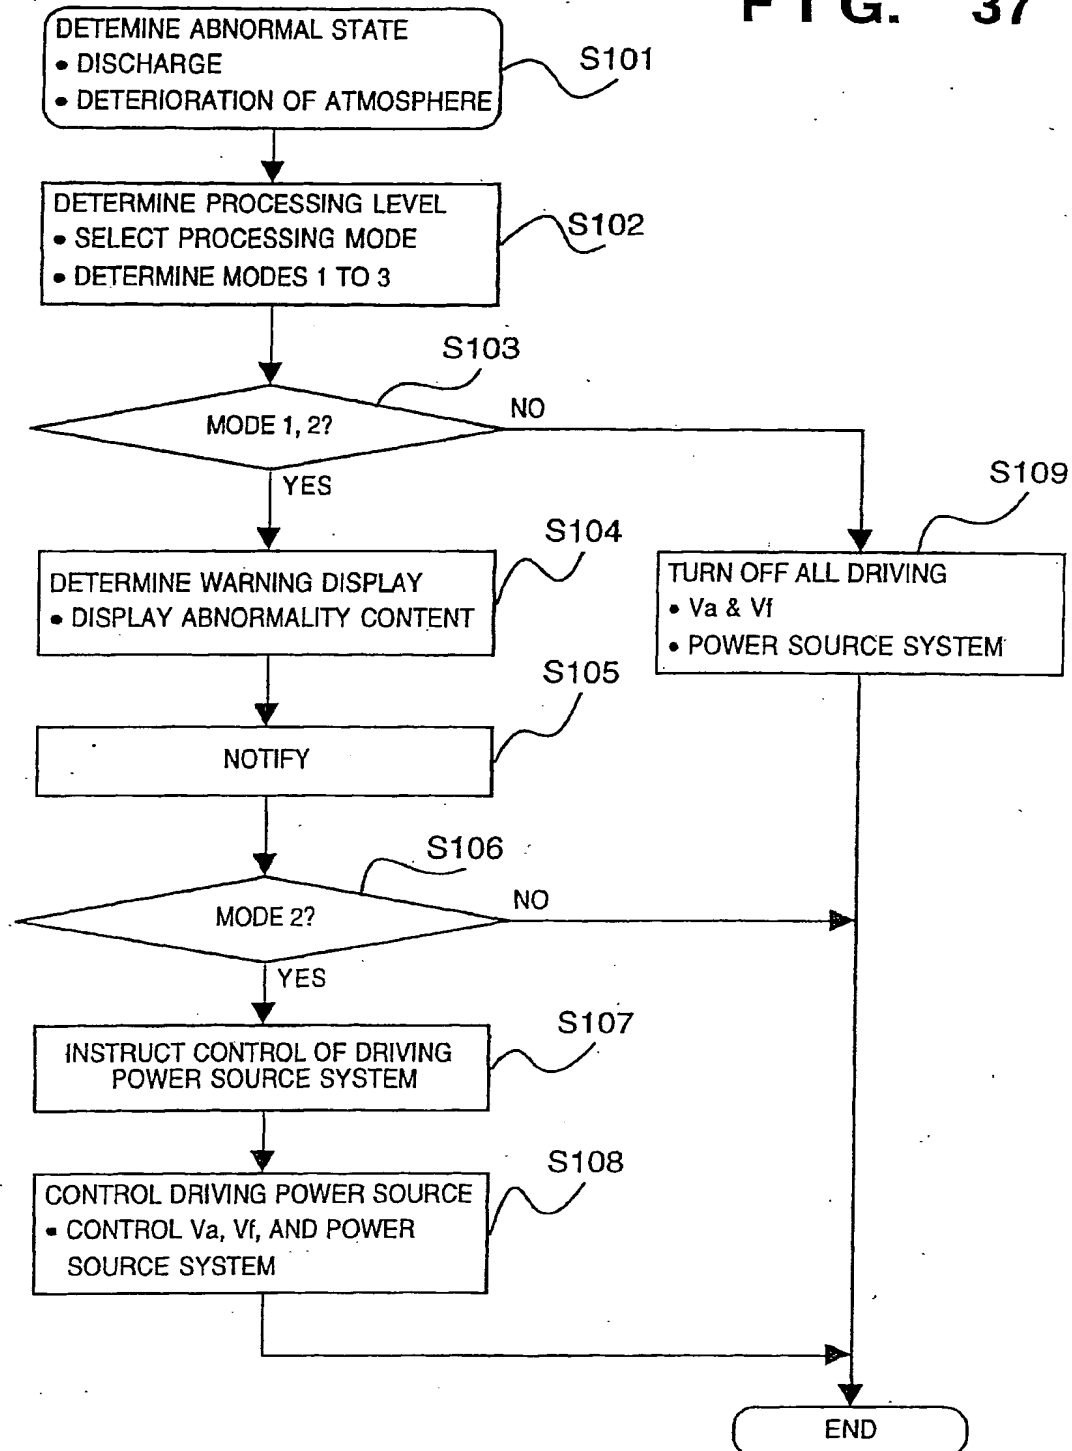 FIG. 37
DETEMINE ABNORMAL STATE
• DISCHARGE
• DETERIORATION OF ATMOSPHERE
S101
DETERMINE PROCESSING LEVEL
• SELECT PROCESSING MODE
• DETERMINE MODES 1 TO 3
S102
S103
MODE 1, 2?
NO
YES
S109
S104
DETERMINE WARNING DISPLAY
• DISPLAY ABNORMALITY CONTENT
TURN OFF ALL DRIVING
• Va & Vf
• POWER SOURCE SYSTEM
S105
NOTIFY
S106
MODE 2?
NO
YES
S107
INSTRUCT CONTROL OF DRIVING
POWER SOURCE SYSTEM
S108
CONTROL DRIVING POWER SOURCE
• CONTROL Va, Vf, AND POWER
SOURCE SYSTEM
END